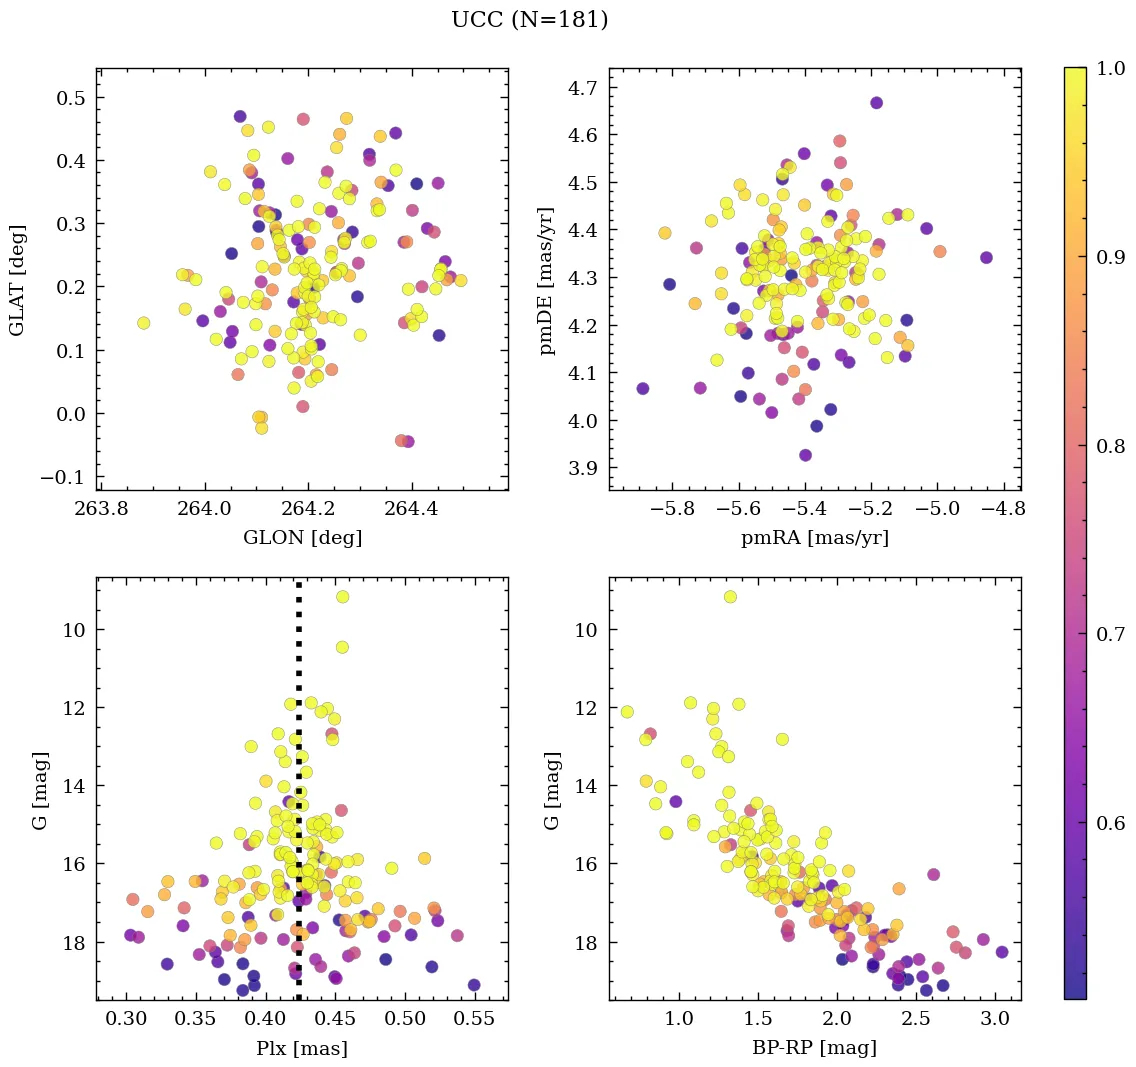 UCC (N=181)
0.5
0.4
0.3
0.2
0.1
0.0
−0.1
GLAT [deg]
263.8 264.0 264.2 264.4
GLON [deg]
4.7
4.6
4.5
4.4
4.3
4.2
4.1
4.0
3.9
pmDE [mas/yr]
−5.8 −5.6 −5.4 −5.2 −5.0 −4.8
pmRA [mas/yr]
10
12
14
16
18
G [mag]
0.30 0.35 0.40 0.45 0.50 0.55
Plx [mas]
10
12
14
16
18
G [mag]
1.0 1.5 2.0 2.5 3.0
BP-RP [mag]
1.0
0.9
0.8
0.7
0.6